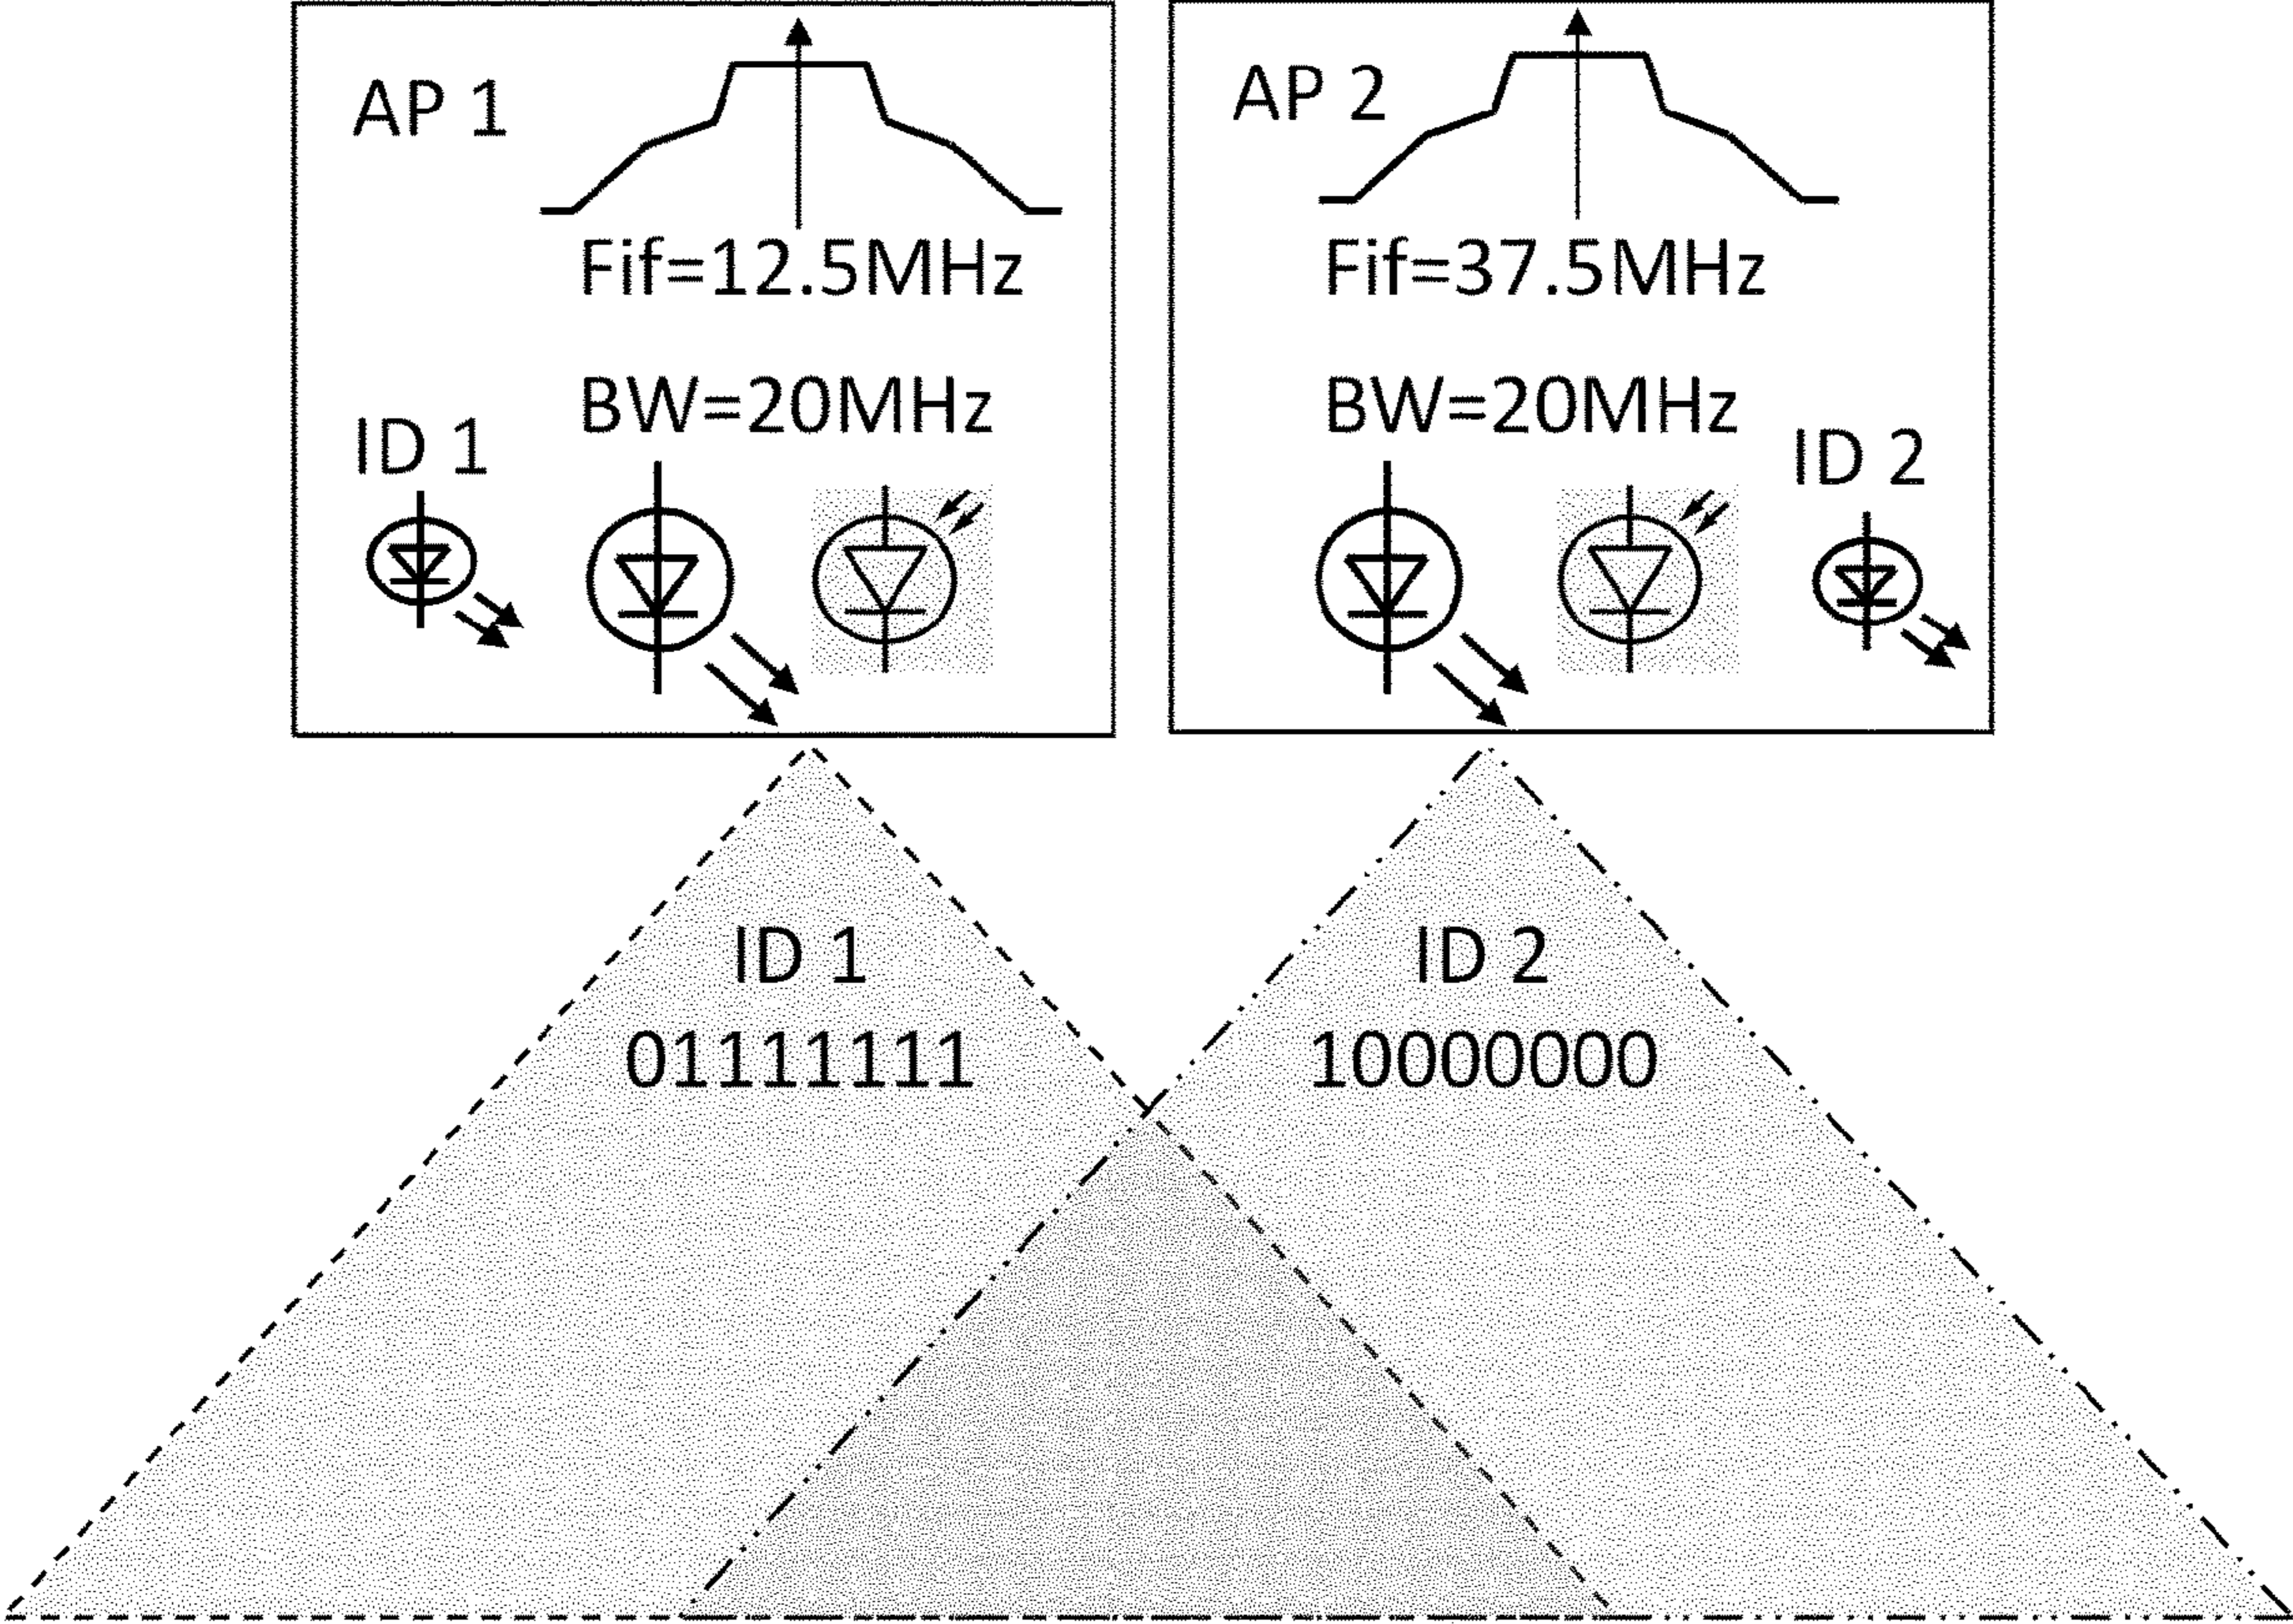 AP 1
Fif=12.5MHz
BW=20MHz
ID 1
AP 2
Fif=37.5MHz
BW=20MHz
ID 2
ID 1
01111111
ID 2
10000000